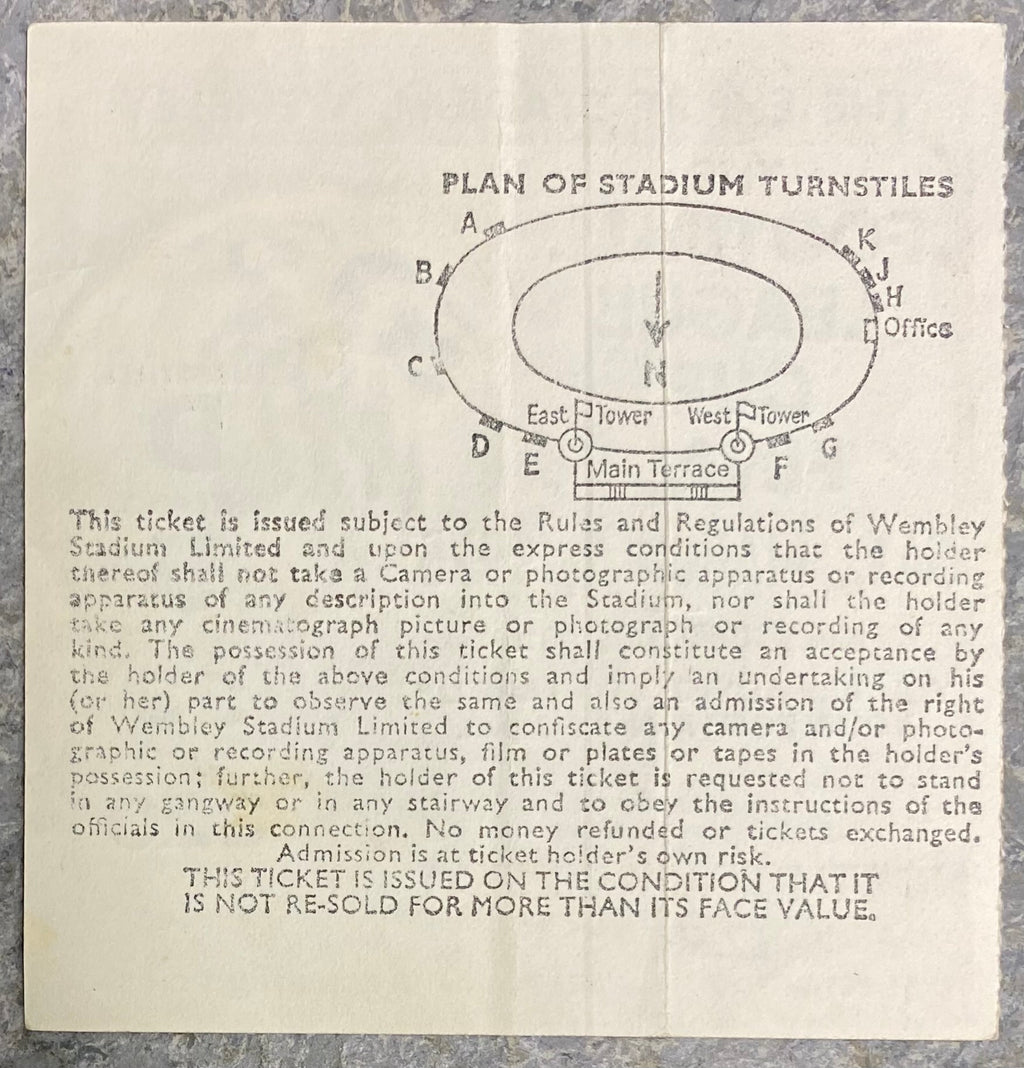 PLAN OF STADIUM TURNSTILES
A
K
B
J
H
Office
C
N
East Tower West Tower
D
E
F
G
Main Terrace
This ticket is issued subject to the Rules and Regulations of Wembley
Stadium Limited and upon the express conditions that the holder
thereof shall not take a Camera or photographic apparatus or recording
apparatus of any description into the Stadium, nor shall the holder
take any cinematograph picture or photograph or recording of any
kind. The possession of this ticket shall constitute an acceptance by
the holder of the above conditions and imply an undertaking on his
(or her) part to observe the same and also an admission of the right
of Wembley Stadium Limited to confiscate any camera and/or photo-
graphic or recording apparatus, film or plates or tapes in the holder's
possession; further, the holder of this ticket is requested not to stand
in any gangway or in any stairway and to obey the instructions of the
officials in this connection. No money refunded or tickets exchanged.
Admission is at ticket holder's own risk.
THIS TICKET IS ISSUED ON THE CONDITION THAT IT
IS NOT RE-SOLD FOR MORE THAN ITS FACE VALUE.